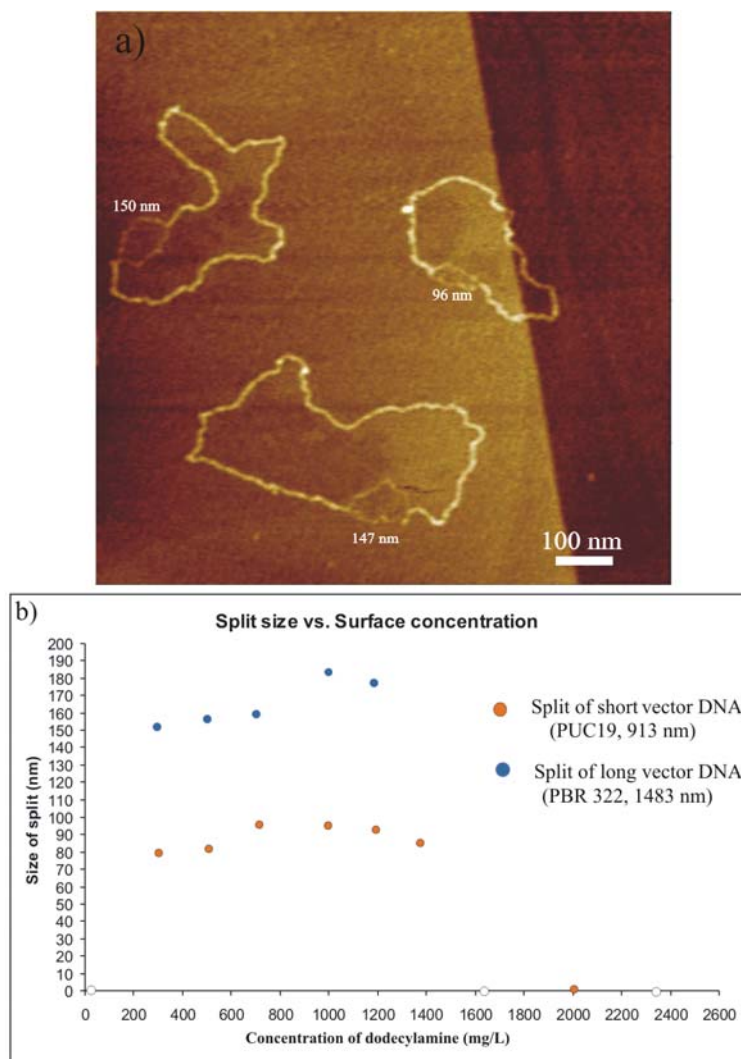 a)
150 nm
96 nm
147 nm
100 nm
b)
Split size vs. Surface concentration
Size of split (nm)
200
190
180
170
160
150
140
130
120
110
100
90
80
70
60
50
40
30
20
10
0
Split of short vector DNA
(PUC19, 913 nm)
Split of long vector DNA
(PBR 322, 1483 nm)
0 200 400 600 800 1000 1200 1400 1600 1800 2000 2200 2400 2600
Concentration of dodecylamine (mg/L)